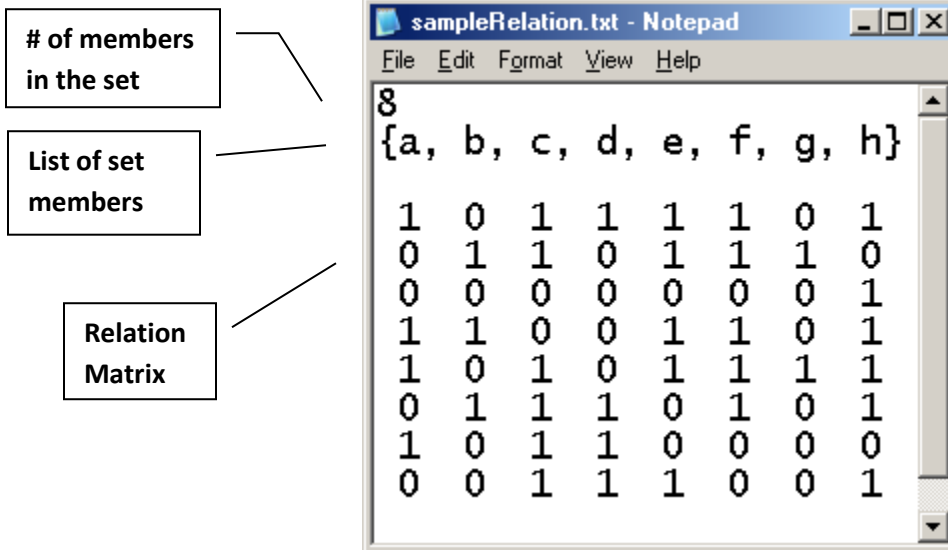 # of members
in the set
List of set
members
Relation
Matrix
sampleRelation.txt - Notepad
File Edit Format View Help
8
{a, b, c, d, e, f, g, h}
1 0 1 1 1 1 0 1
0 1 1 0 1 1 1 0
0 0 0 0 0 0 0 1
1 1 0 0 1 1 0 1
1 0 1 0 1 1 1 1
0 1 1 1 0 1 0 1
1 0 1 1 0 0 0 0
0 0 1 1 1 0 0 1